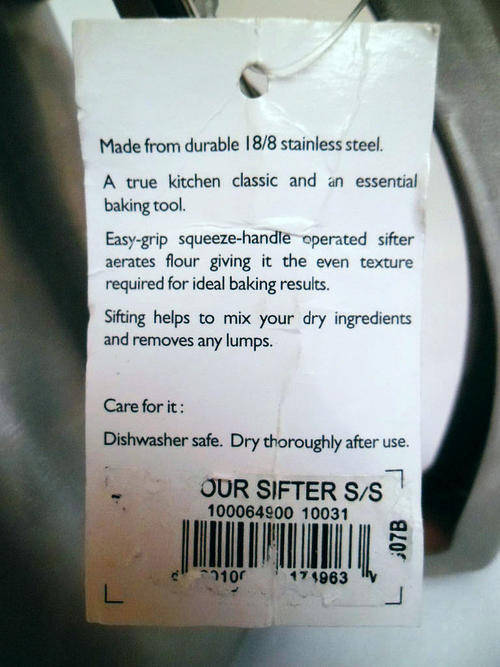 Made from durable 18/8 stainless steel.
A true kitchen classic and an essential
baking tool.
Easy-grip squeeze-handle operated sifter
aerates flour giving it the even texture
required for ideal baking results.
Sifting helps to mix your dry ingredients
and removes any lumps.
Care for it:
Dishwasher safe. Dry thoroughly after use.
OUR SIFTER S/S
100064900 10031
07B